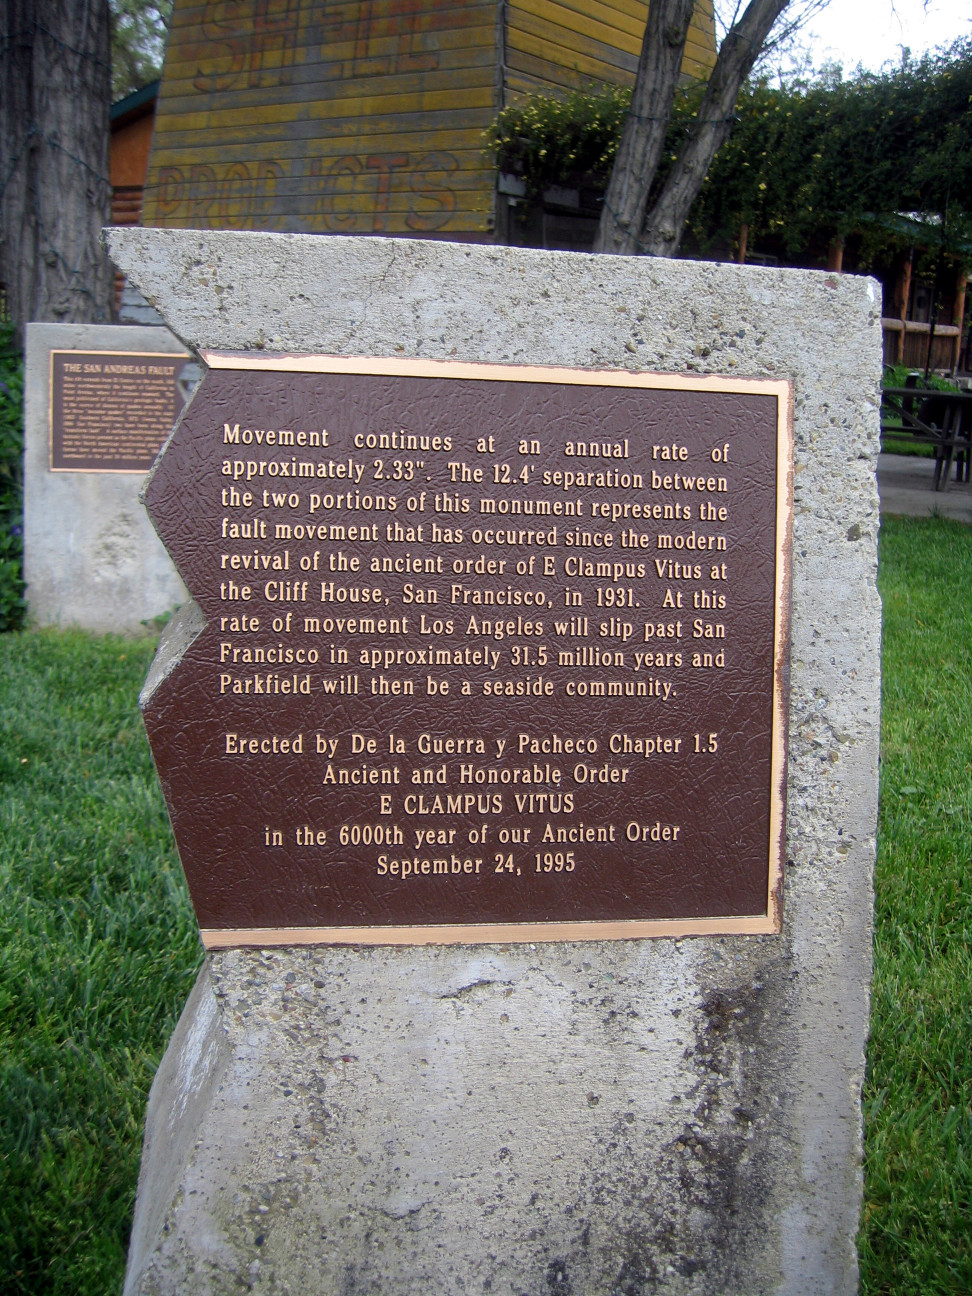 SHELL
PRODUCTS
THE SAN ANDREAS FAULT
Movement continues at an annual rate of
approximately 2.33". The 12.4' separation between
the two portions of this monument represents the
fault movement that has occurred since the modern
revival of the ancient order of E Clampus Vitus at
the Cliff House, San Francisco, in 1931. At this
rate of movement Los Angeles will slip past San
Francisco in approximately 31.5 million years and
Parkfield will then be a seaside community.
Erected by De la Guerra y Pacheco Chapter 1.5
Ancient and Honorable Order
E CLAMPUS VITUS
in the 6000th year of our Ancient Order
September 24, 1995